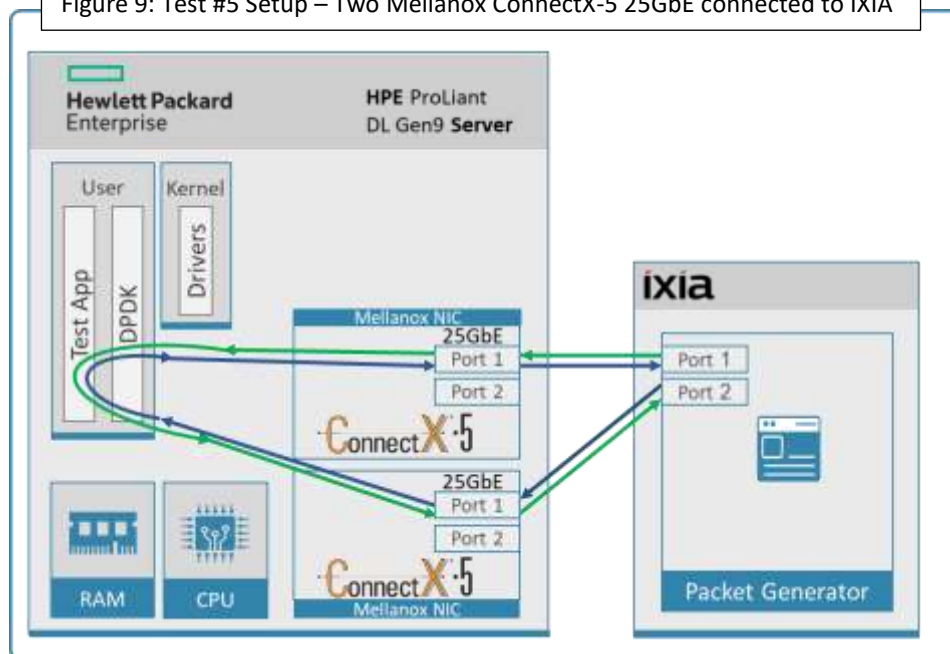 Figure 9: Test #5 Setup – Two Mellanox ConnectX-5 25GbE connected to IXIA
Hewlett Packard
Enterprise
HPE ProLiant
DL Gen9 Server
User
Kernel
Test App
DPDK
Drivers
Mellanox NIC
25GbE
Port 1
Port 2
ConnectX·5
25GbE
Port 1
Port 2
ConnectX·5
Mellanox NIC
RAM
CPU
ixia
Port 1
Port 2
Packet Generator